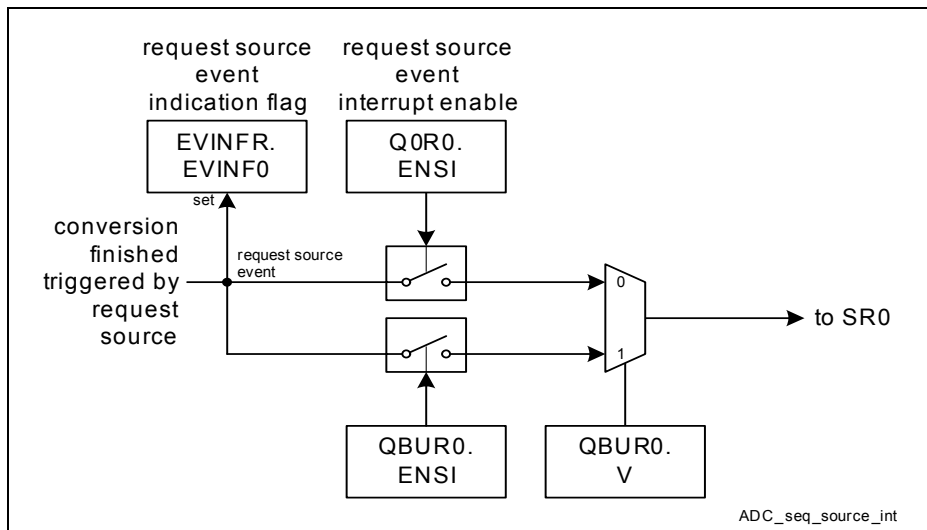 request source
event
indication flag
request source
event
interrupt enable
EVINFR.
EVINF0
Q0R0.
ENSI
set
conversion
finished
triggered by
request
source
request source
event
0
1
to SR0
QBUR0.
ENSI
QBUR0.
V
ADC_seq_source_int